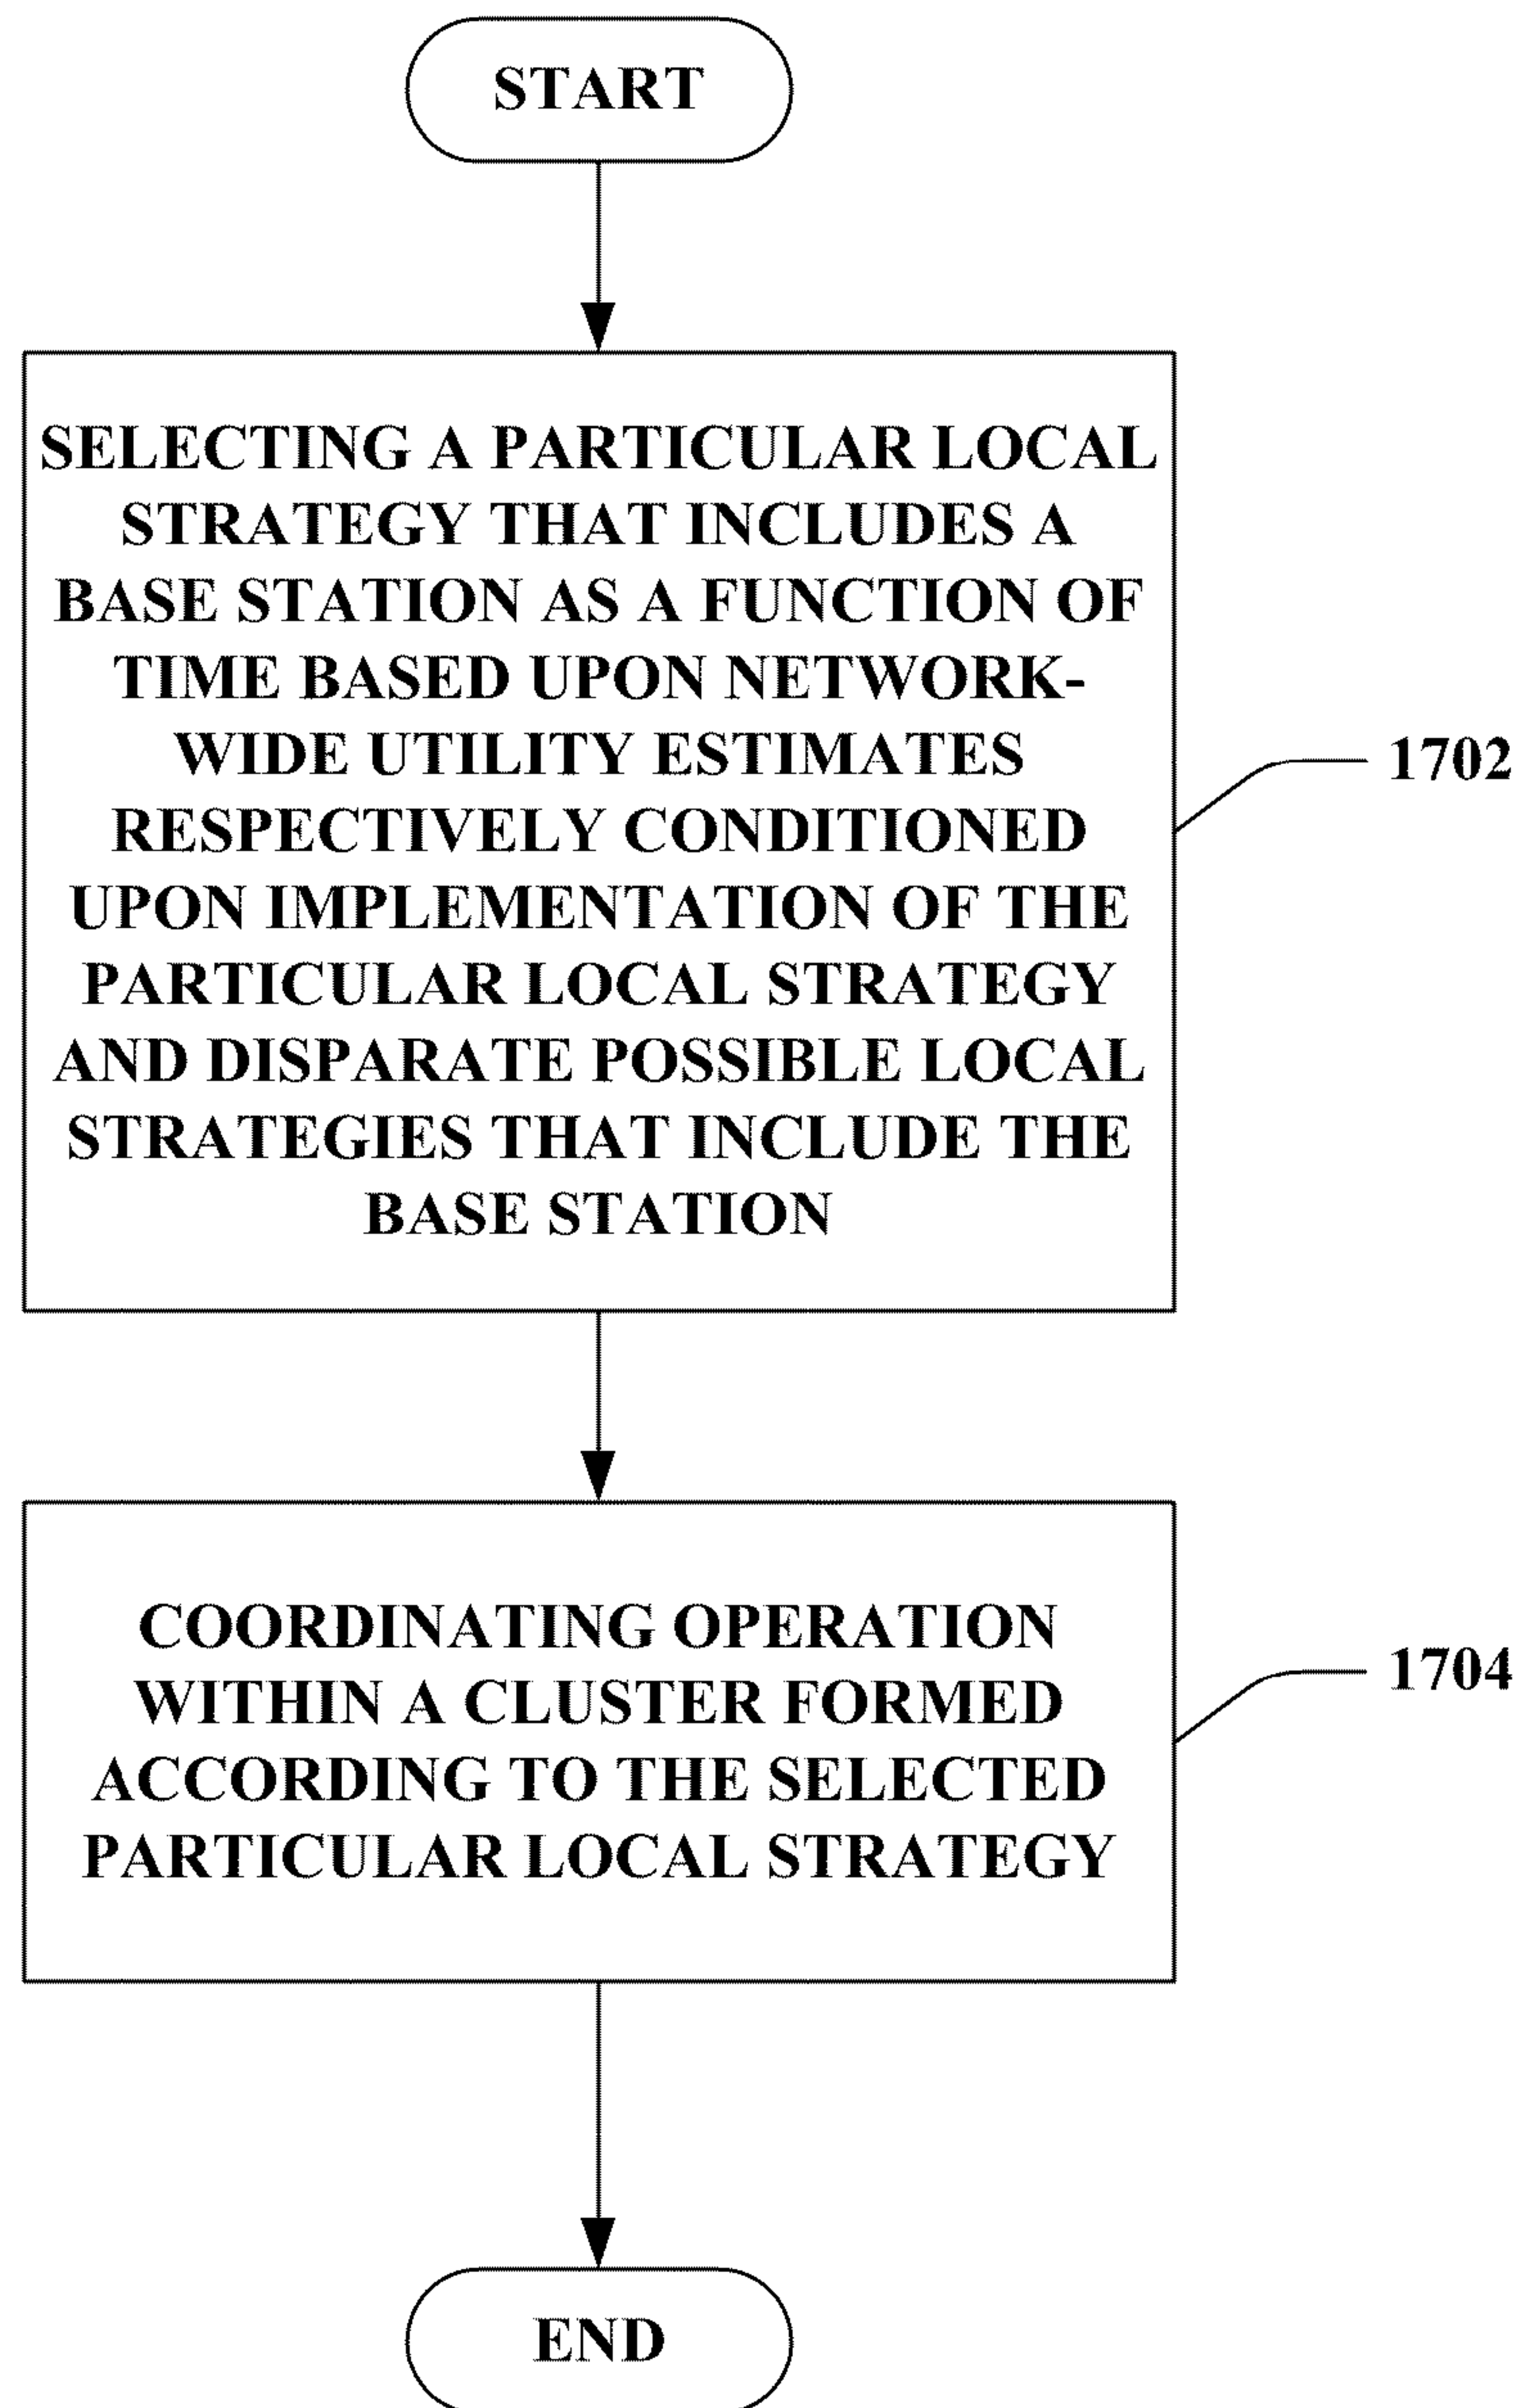 START
SELECTING A PARTICULAR LOCAL
STRATEGY THAT INCLUDES A
BASE STATION AS A FUNCTION OF
TIME BASED UPON NETWORK-
WIDE UTILITY ESTIMATES
RESPECTIVELY CONDITIONED
UPON IMPLEMENTATION OF THE
PARTICULAR LOCAL STRATEGY
AND DISPARATE POSSIBLE LOCAL
STRATEGIES THAT INCLUDE THE
BASE STATION
1702
COORDINATING OPERATION
WITHIN A CLUSTER FORMED
ACCORDING TO THE SELECTED
PARTICULAR LOCAL STRATEGY
1704
END